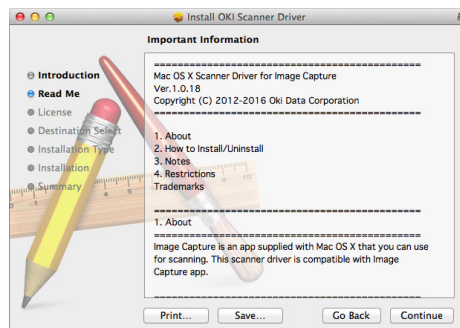 Install OKI Scanner Driver
Important Information
Introduction
Read Me
License
Destination Select
Installation Type
Installation
Summary
==================================================
Mac OS X Scanner Driver for Image Capture
Ver.1.0.18
Copyright (C) 2012-2016 Oki Data Corporation
==================================================
1. About
2. How to Install/Uninstall
3. Notes
4. Restrictions
Trademarks
==================================================
1. About
==================================================
Image Capture is an app supplied with Mac OS X that you can use
for scanning. This scanner driver is compatible with Image
Capture app.
==================================================
Print...
Save...
Go Back
Continue